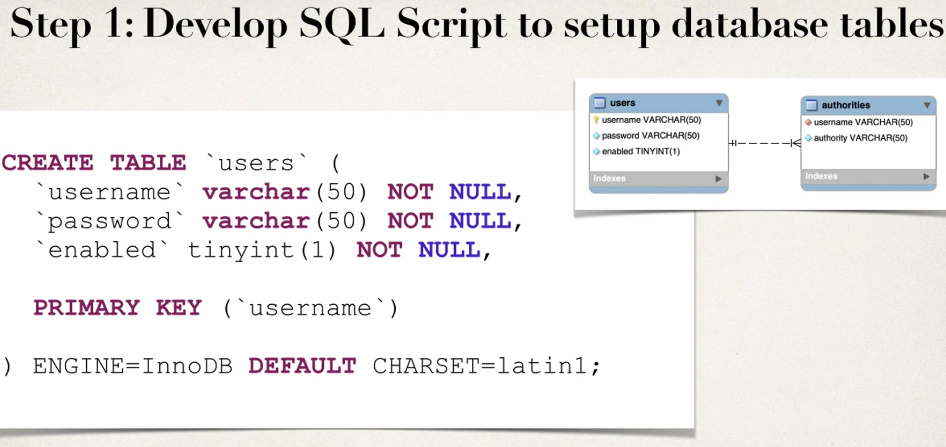 Step 1: Develop SQL Script to setup database tables
CREATE TABLE `users` (
`username` varchar(50) NOT NULL,
`password` varchar(50) NOT NULL,
`enabled` tinyint(1) NOT NULL,
PRIMARY KEY (`username`)
) ENGINE=InnoDB DEFAULT CHARSET=latin1;
users
username VARCHAR(50)
password VARCHAR(50)
enabled TINYINT(1)
Indexes
authorities
username VARCHAR(50)
authority VARCHAR(50)
Indexes